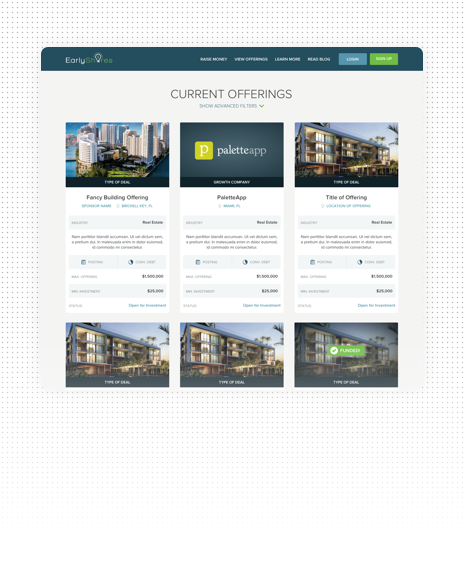 EarlyShares
RAISE MONEY VIEW OFFERINGS LEARN MORE READ BLOG LOGIN SIGN UP
CURRENT OFFERINGS
SHOW ADVANCED FILTERS
p paletteapp
TYPE OF DEAL GROWTH COMPANY TYPE OF DEAL
Fancy Building Offering PaletteApp Title of Offering
SPONSOR NAME BRICKELL KEY, FL MIAMI, FL LOCATION OF OFFERING
INDUSTRY Real Estate INDUSTRY Real Estate INDUSTRY Real Estate
Nam porttitor blandit accumsan. Ut vel dictum sem, Nam porttitor blandit accumsan. Ut vel dictum sem, Nam porttitor blandit accumsan. Ut vel dictum sem,
a pretium dui. In malesuada enim in dolor euismod, a pretium dui. In malesuada enim in dolor euismod, a pretium dui. In malesuada enim in dolor euismod,
id commodo mi consectetur. id commodo mi consectetur. id commodo mi consectetur.
POSTING CONV. DEBT POSTING CONV. DEBT POSTING CONV. DEBT
MAX. OFFERING $1,500,000 MAX. OFFERING $1,500,000 MAX. OFFERING $1,500,000
MIN. INVESTMENT $25,000 MIN. INVESTMENT $25,000 MIN. INVESTMENT $25,000
STATUS Open for Investment STATUS Open for Investment STATUS Open for Investment
FUNDED!
TYPE OF DEAL TYPE OF DEAL TYPE OF DEAL